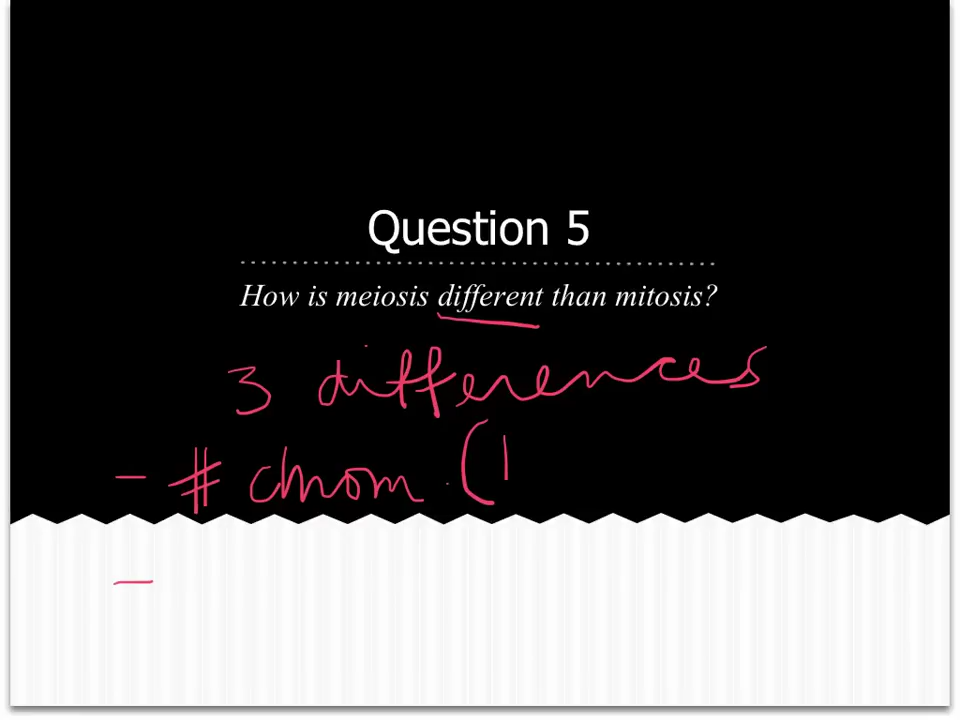 Question 5
How is meiosis different than mitosis?
3 differences
- # chrom (1
-